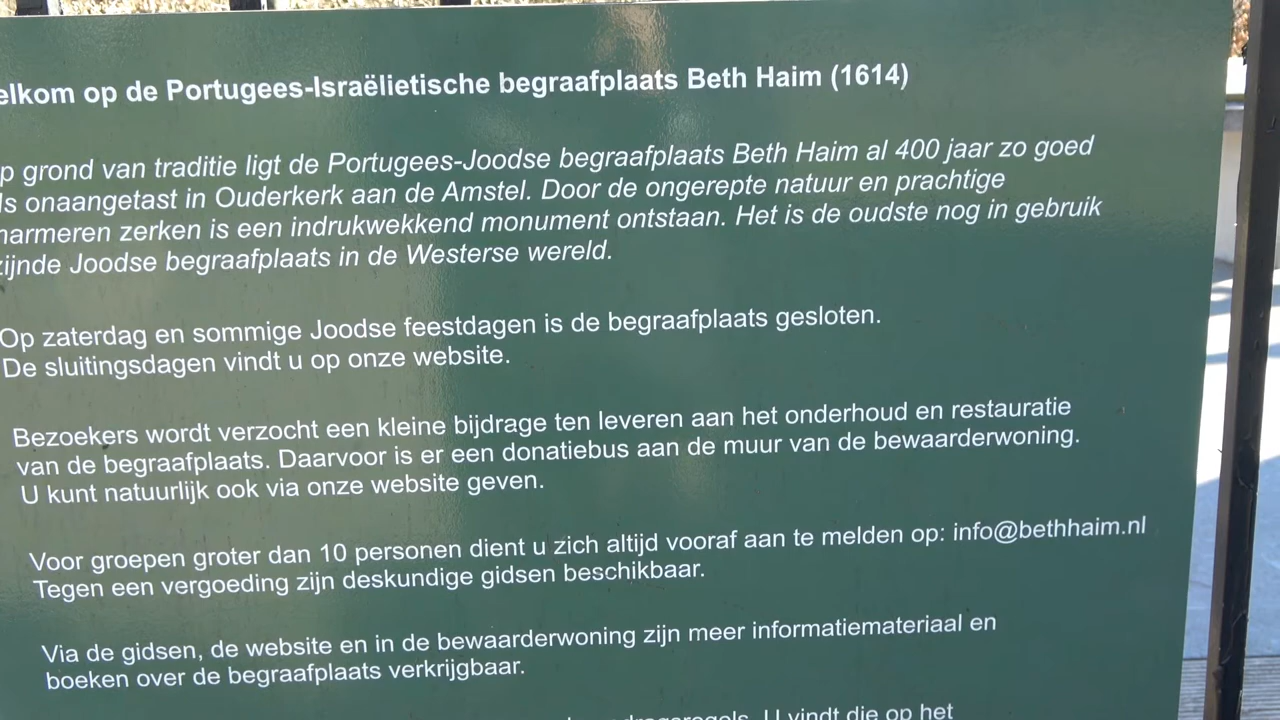 elkom op de Portugees-Israëlietische begraafplaats Beth Haim (1614)
p grond van traditie ligt de Portugees-Joodse begraafplaats Beth Haim al 400 jaar zo goed
ls onaangetast in Ouderkerk aan de Amstel. Door de ongerepte natuur en prachtige
armeren zerken is een indrukwekkend monument ontstaan. Het is de oudste nog in gebruik
zijnde Joodse begraafplaats in de Westerse wereld.
Op zaterdag en sommige Joodse feestdagen is de begraafplaats gesloten.
De sluitingsdagen vindt u op onze website.
Bezoekers wordt verzocht een kleine bijdrage ten leveren aan het onderhoud en restauratie
van de begraafplaats. Daarvoor is er een donatiebus aan de muur van de bewaarderwoning.
U kunt natuurlijk ook via onze website geven.
Voor groepen groter dan 10 personen dient u zich altijd vooraf aan te melden op: info@bethhaim.nl
Tegen een vergoeding zijn deskundige gidsen beschikbaar.
Via de gidsen, de website en in de bewaarderwoning zijn meer informatiemateriaal en
boeken over de begraafplaats verkrijgbaar.
U vindt die op het